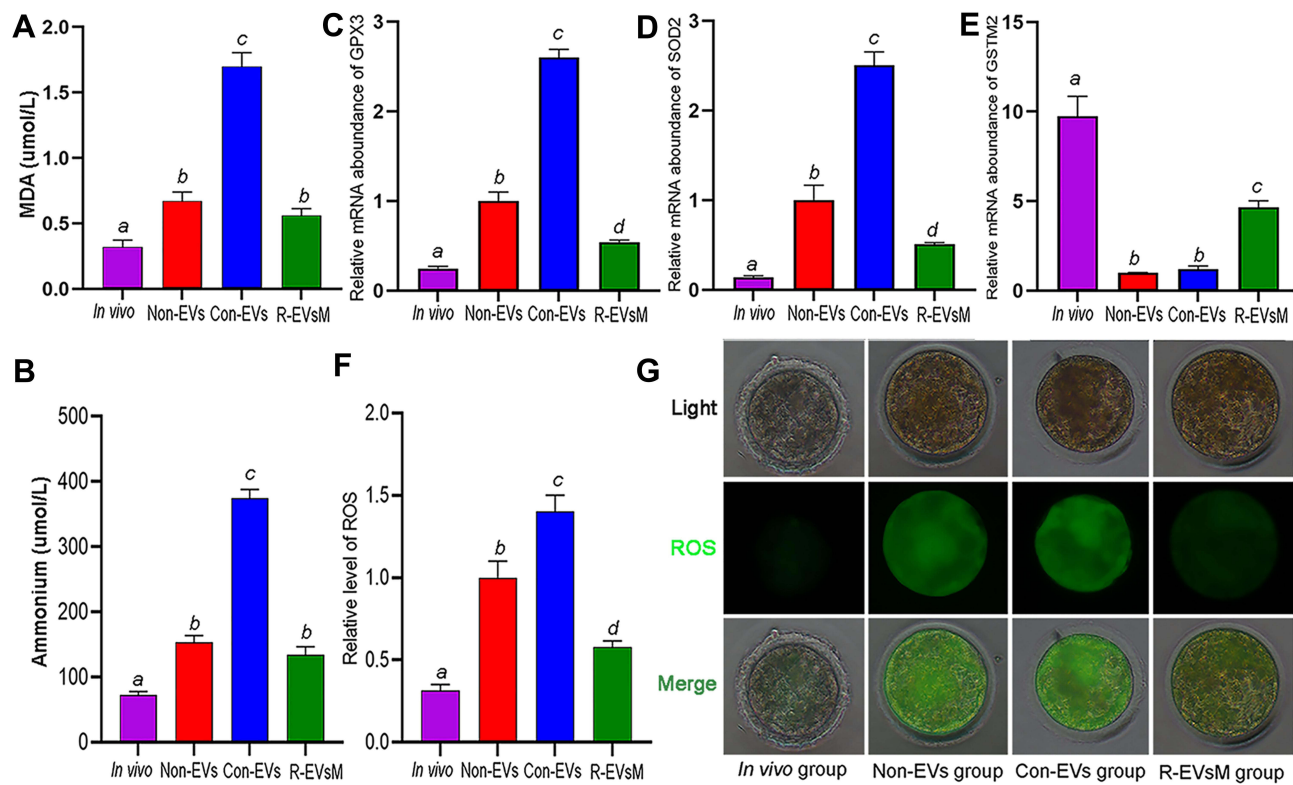 A
MDA (umol/L)
2.0
1.5
1.0
0.5
0.0
a
b
c
b
In vivo
Non-EVs
Con-EVs
R-EVsM
C
Relative mRNA aboundance of GPX3
3
2
1
0
a
b
c
d
In vivo
Non-EVs
Con-EVs
R-EVsM
D
Relative mRNA aboundance of SOD2
3
2
1
0
a
b
c
d
In vivo
Non-EVs
Con-EVs
R-EVsM
E
Relative mRNA aboundance of GSTM2
15
10
5
0
a
b
b
c
In vivo
Non-EVs
Con-EVs
R-EVsM
B
Ammonium (umol/L)
500
400
300
200
100
0
a
b
c
b
In vivo
Non-EVs
Con-EVs
R-EVsM
F
Relative level of ROS
2.0
1.5
1.0
0.5
0.0
a
b
c
d
In vivo
Non-EVs
Con-EVs
R-EVsM
G
Light
ROS
Merge
In vivo group
Non-EVs group
Con-EVs group
R-EVsM group